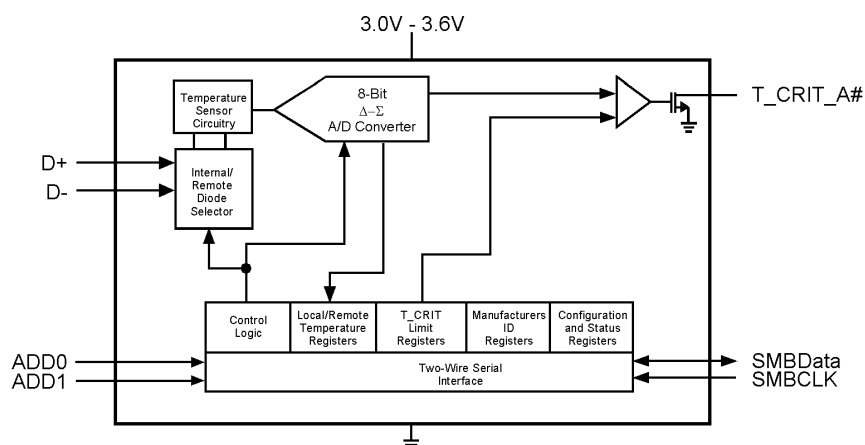 3.0V - 3.6V
Temperature
Sensor
Circuitry
8-Bit
Δ–Σ
A/D Converter
T_CRIT_A#
D+
D-
Internal/
Remote
Diode
Selector
Control
Logic
Local/Remote
Temperature
Registers
T_CRIT
Limit
Registers
Manufacturers
ID
Registers
Configuration
and Status
Registers
ADD0
ADD1
Two-Wire Serial
Interface
SMBData
SMBCLK